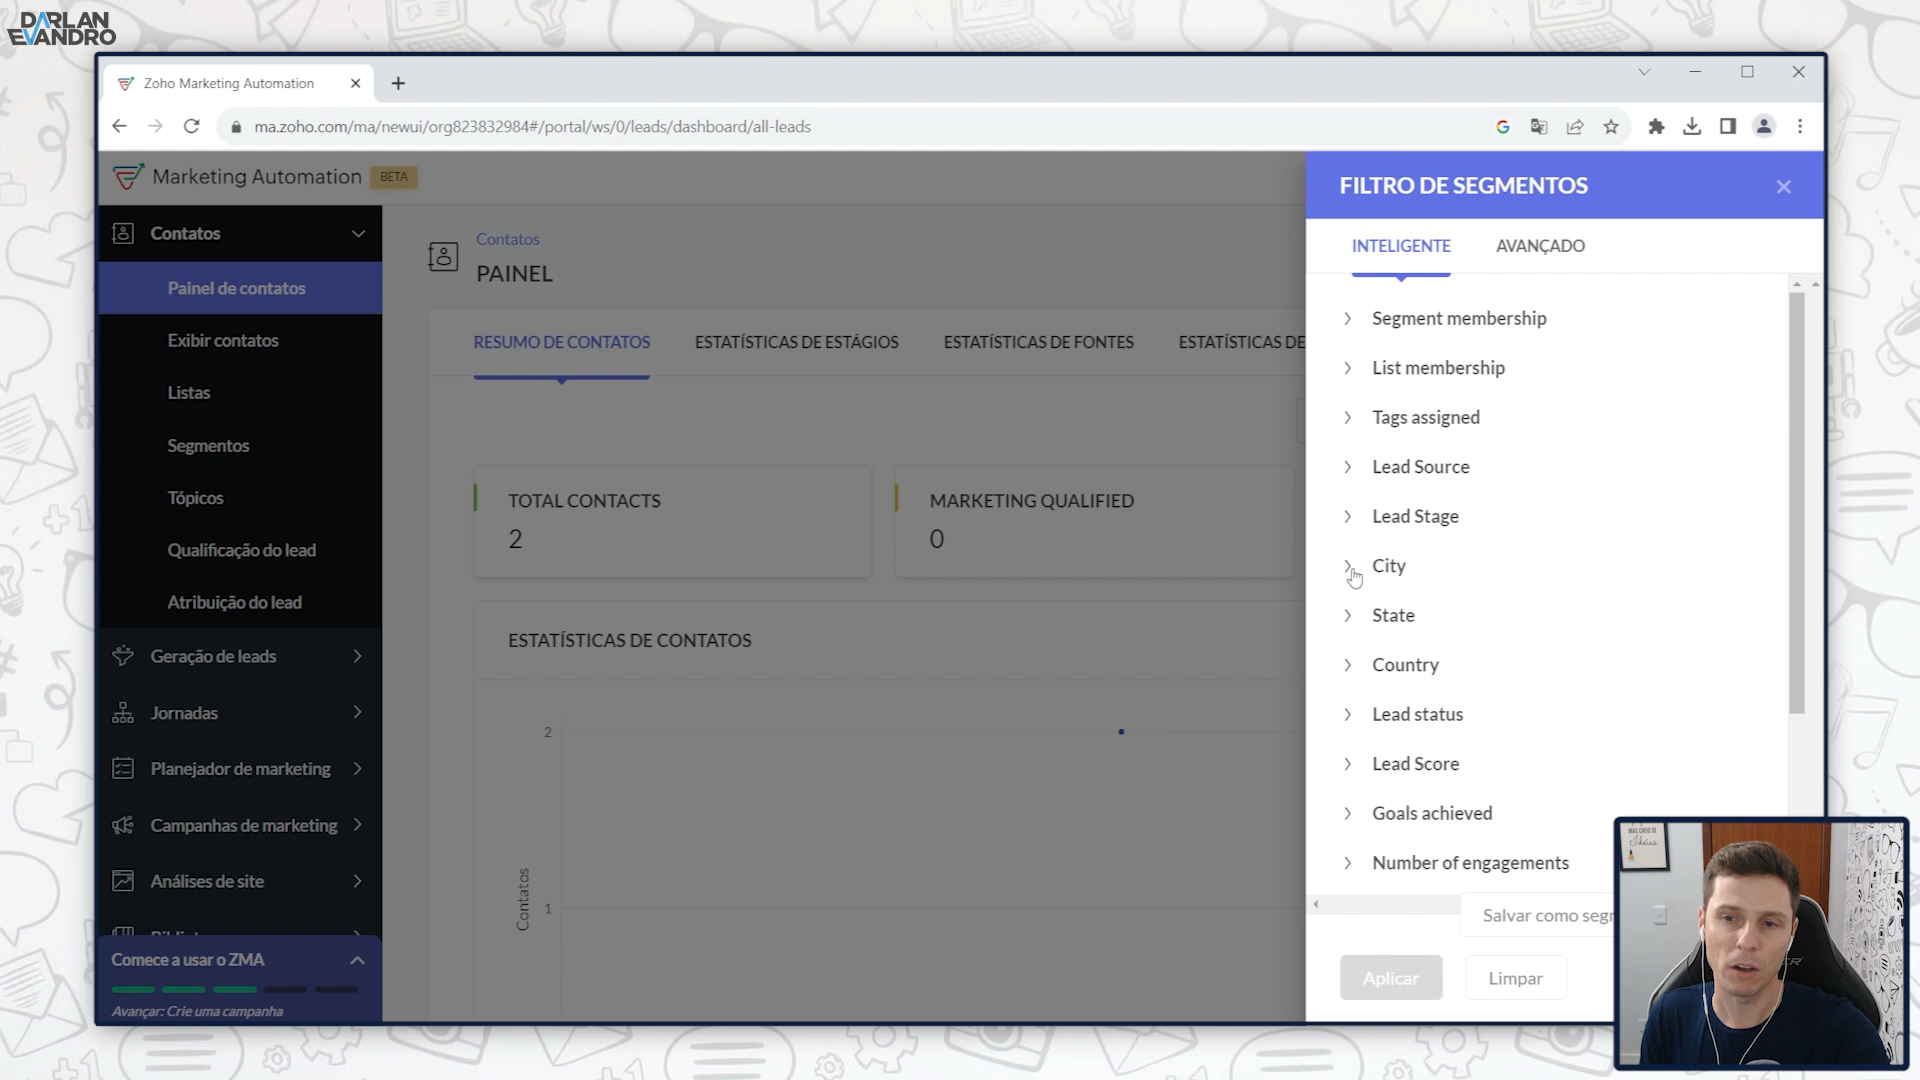 DARLAN
EVANDRO
Zoho Marketing Automation
ma.zoho.com/ma/newui/org823832984#/portal/ws/0/leads/dashboard/all-leads
Marketing Automation BETA
Contatos
Painel de contatos
Exibir contatos
Listas
Segmentos
Tópicos
Qualificação do lead
Atribuição do lead
Geração de leads
Jornadas
Planejador de marketing
Campanhas de marketing
Análises de site
Comece a usar o ZMA
Avançar: Crie uma campanha
Contatos
PAINEL
RESUMO DE CONTATOS ESTATÍSTICAS DE ESTÁGIOS ESTATÍSTICAS DE FONTES ESTATÍSTICAS DE
TOTAL CONTACTS
2
MARKETING QUALIFIED
0
ESTATÍSTICAS DE CONTATOS
2
1
Contatos
FILTRO DE SEGMENTOS
INTELIGENTE AVANÇADO
Segment membership
List membership
Tags assigned
Lead Source
Lead Stage
City
State
Country
Lead status
Lead Score
Goals achieved
Number of engagements
Salvar como segr
Aplicar Limpar
MAS CHEIO DE
Ideias